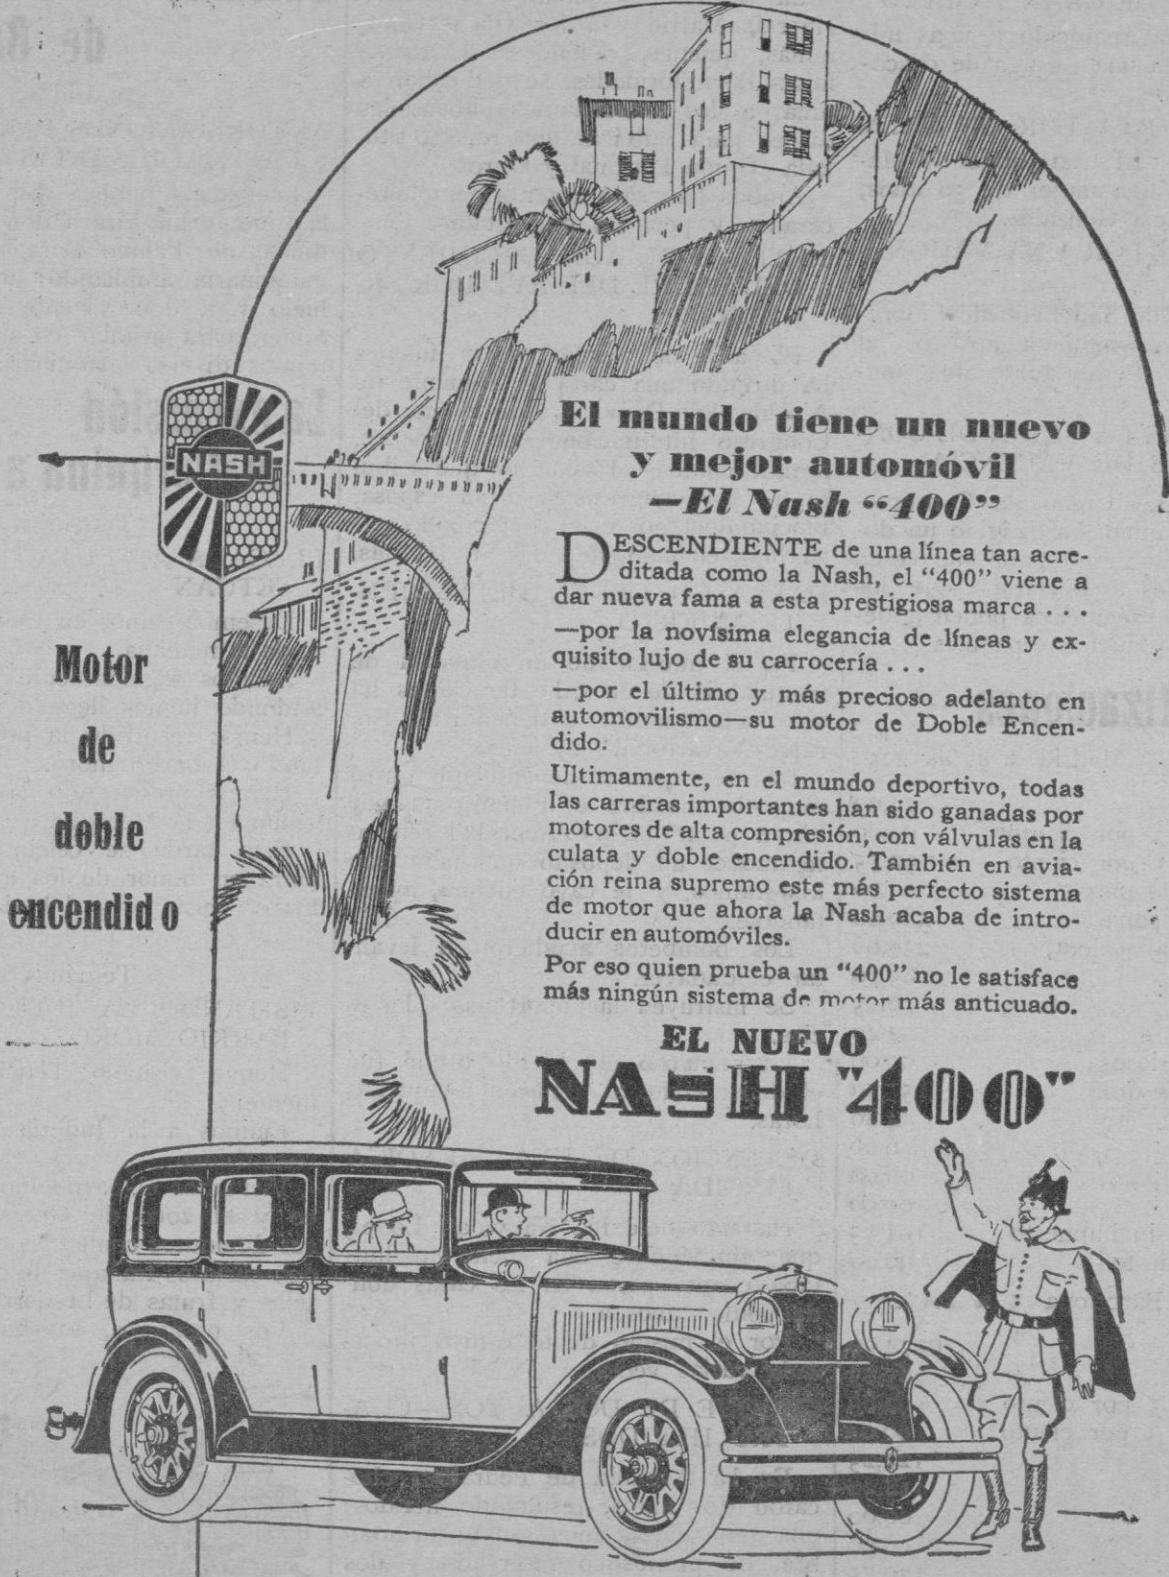 NASH
El mundo tiene un nuevo
y mejor automóvil
—El Nash “400”
DESCENDIENTE de una línea tan acre-
ditada como la Nash, el “400” viene a
dar nueva fama a esta prestigiosa marca . . .
—por la novísima elegancia de líneas y ex-
quisito lujo de su carrocería . . .
—por el último y más precioso adelanto en
automovilismo—su motor de Doble Encen-
dido.
Ultimamente, en el mundo deportivo, todas
las carreras importantes han sido ganadas por
motores de alta compresión, con válvulas en la
culata y doble encendido. También en avia-
ción reina supremo este más perfecto sistema
de motor que ahora la Nash acaba de intro-
ducir en automóviles.
Por eso quien prueba un “400” no le satisface
más ningún sistema de motor más anticuado.
Motor
de
doble
encendido
EL NUEVO
NASH "400"